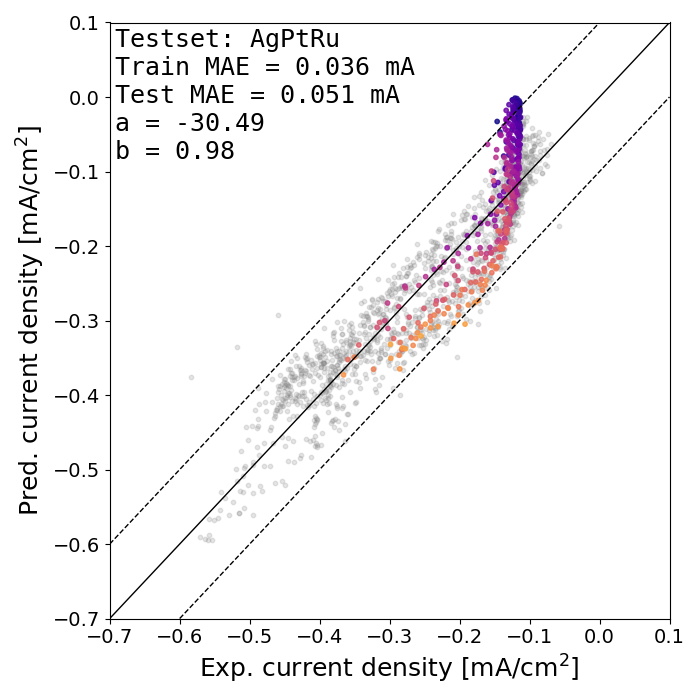 Testset: AgPtRu
Train MAE = 0.036 mA
Test MAE = 0.051 mA
a = -30.49
b = 0.98
0.1
0.0
−0.1
−0.2
−0.3
−0.4
−0.5
−0.6
−0.7
Pred. current density [mA/cm²]
−0.7 −0.6 −0.5 −0.4 −0.3 −0.2 −0.1 0.0 0.1
Exp. current density [mA/cm²]